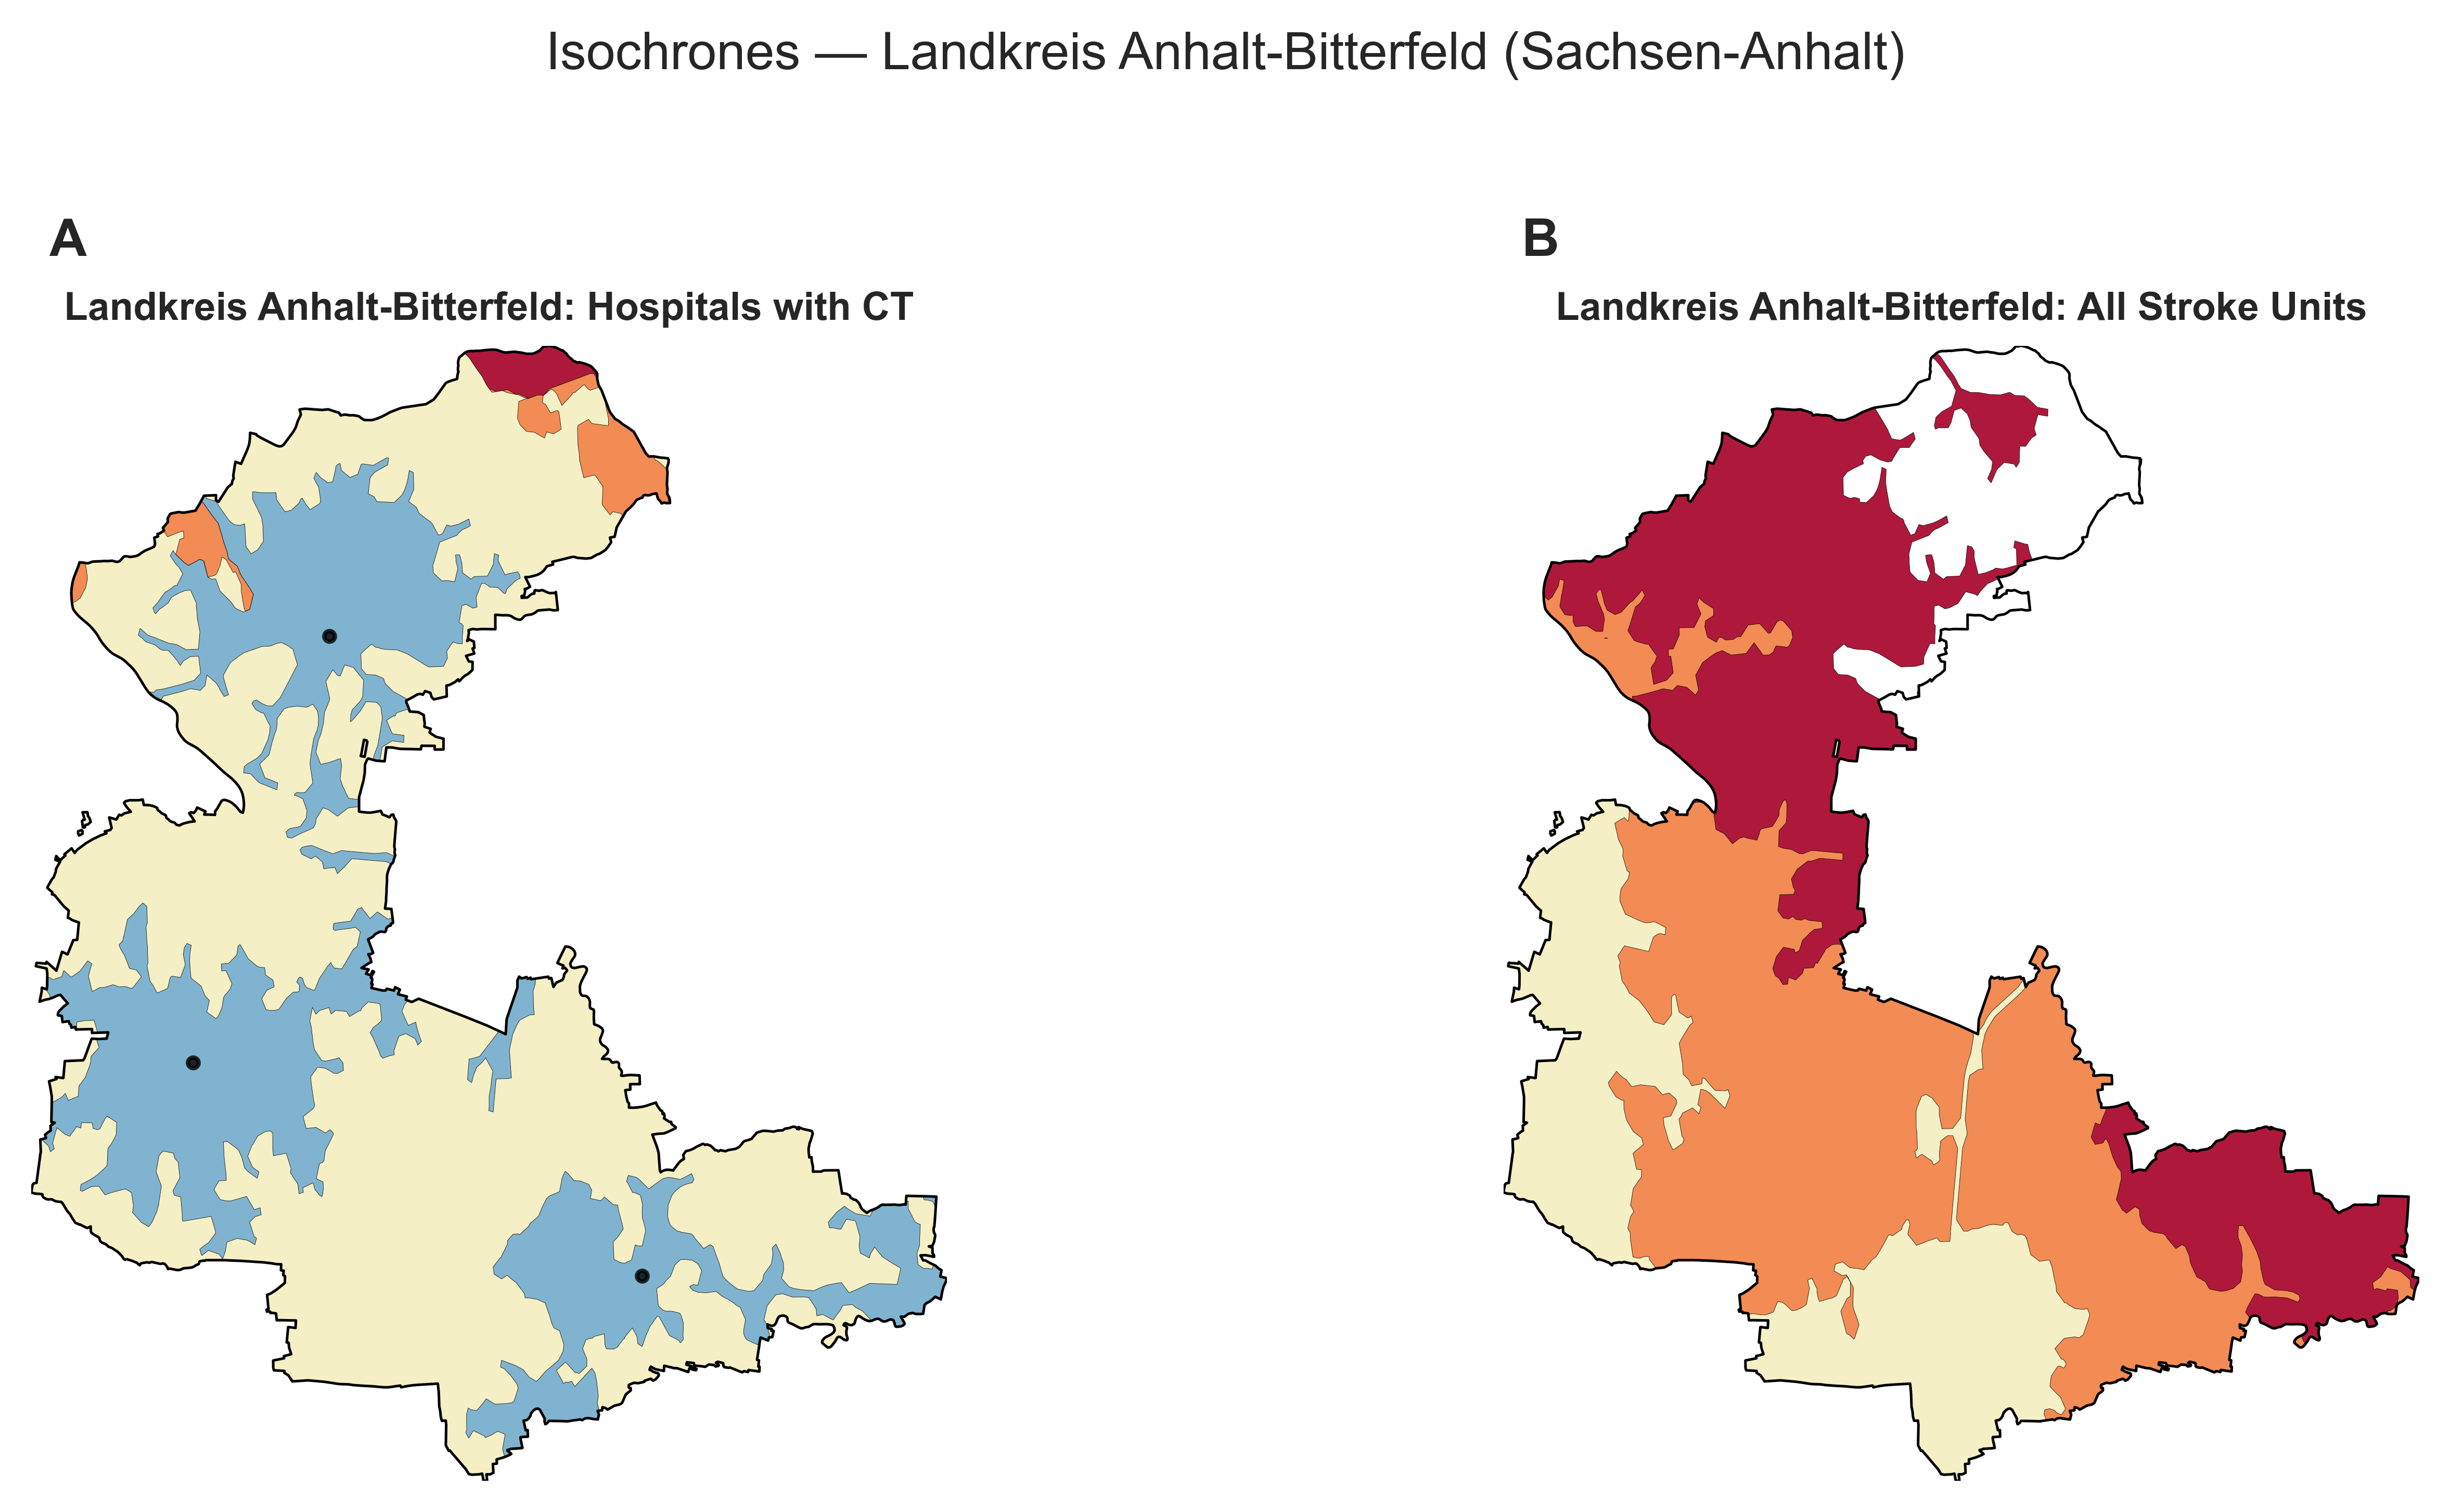 Isochrones — Landkreis Anhalt-Bitterfeld (Sachsen-Anhalt)
A
Landkreis Anhalt-Bitterfeld: Hospitals with CT
B
Landkreis Anhalt-Bitterfeld: All Stroke Units